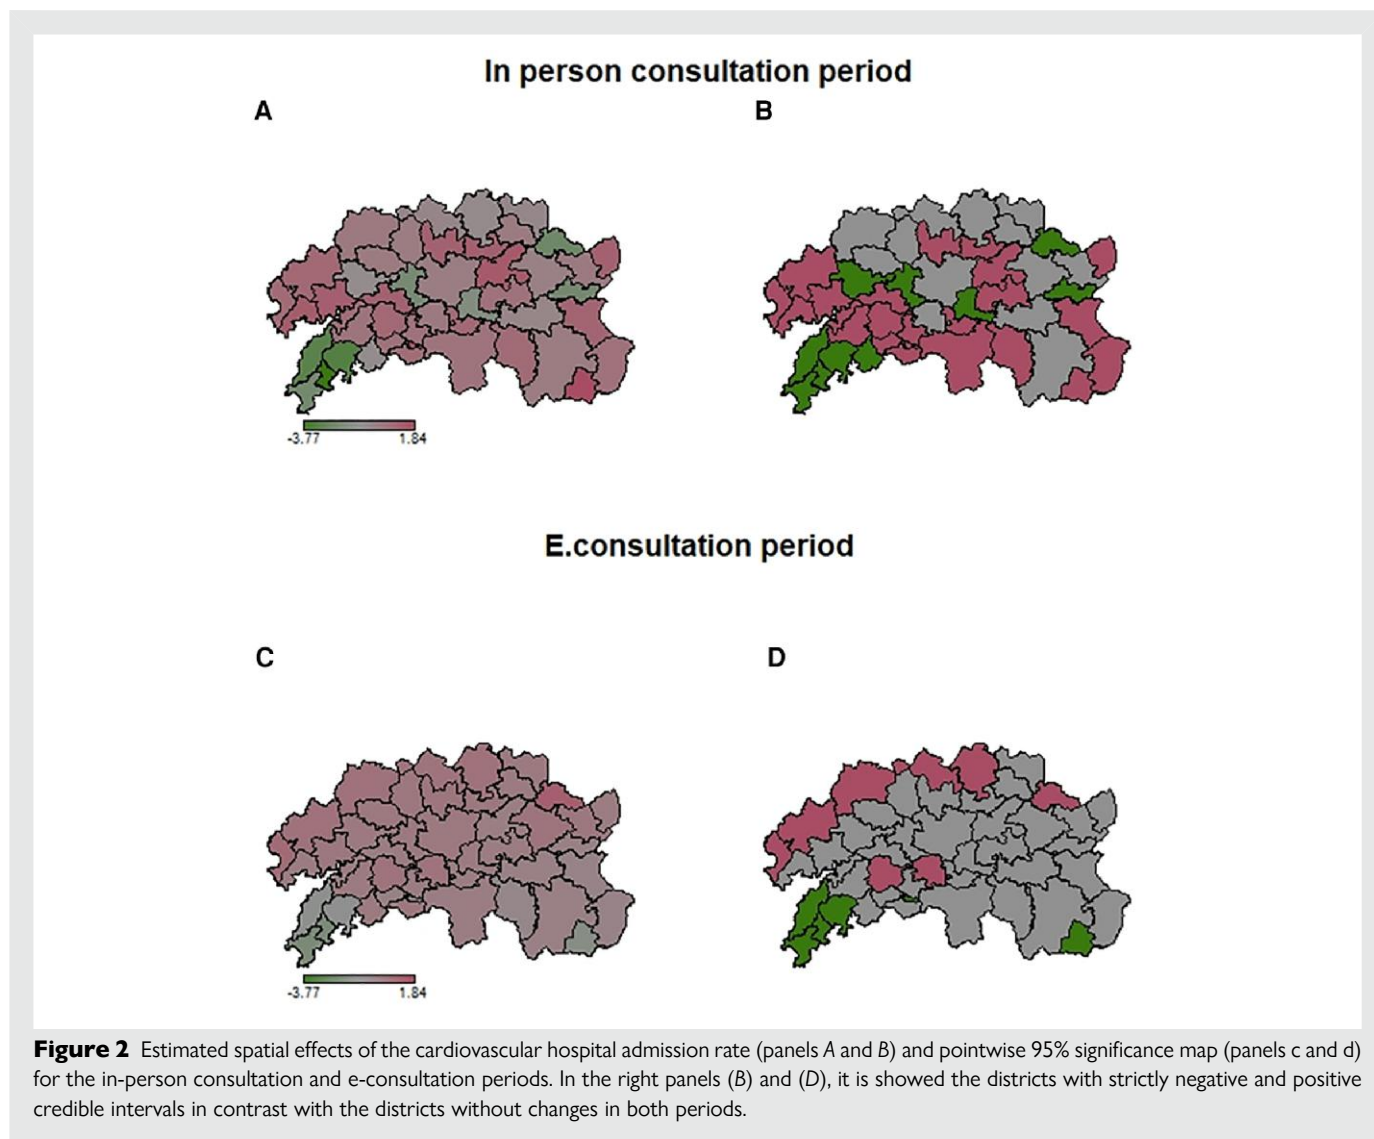 In person consultation period
A
B
-3.77
1.84
E.consultation period
C
D
-3.77
1.84
Figure 2 Estimated spatial effects of the cardiovascular hospital admission rate (panels A and B) and pointwise 95% significance map (panels c and d)
for the in-person consultation and e-consultation periods. In the right panels (B) and (D), it is showed the districts with strictly negative and positive
credible intervals in contrast with the districts without changes in both periods.